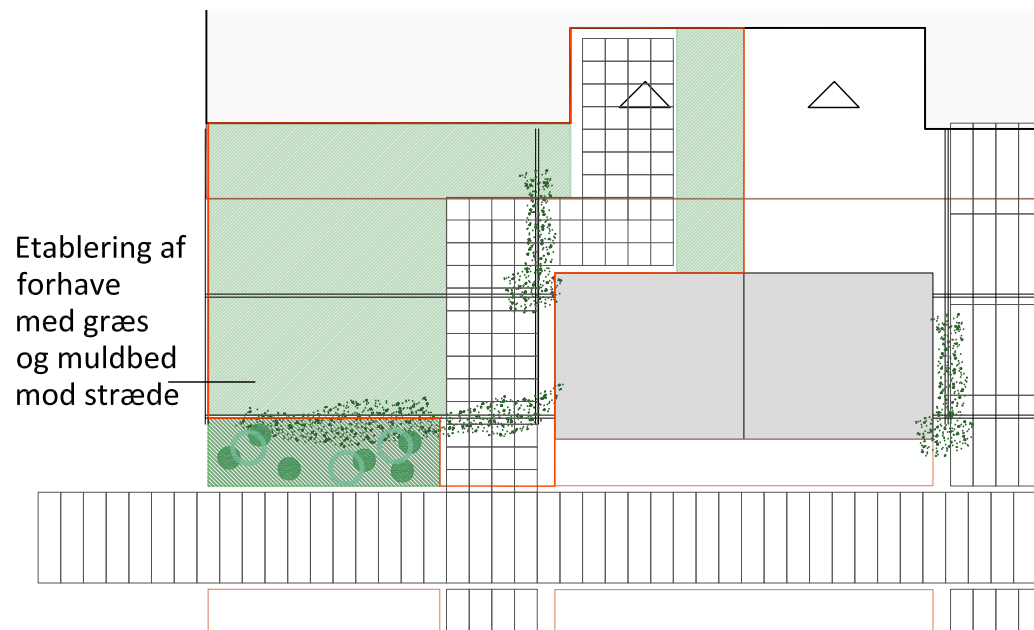 Etablering af
forhave
med græs
og muldbed
mod stræde